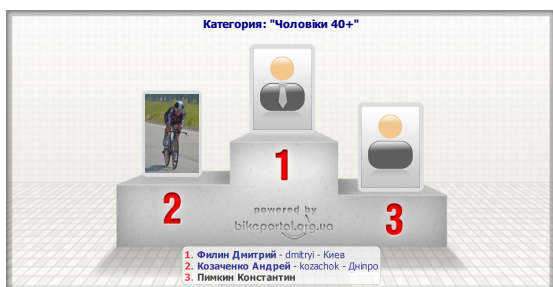 Категория: "Чоловіки 40+"
1
2
3
powered by
bikeportal.org.ua
1. Филин Дмитрий - dmitryi - Киев
2. Козаченко Андрей - kozachok - Дніпро
3. Пимкин Константин